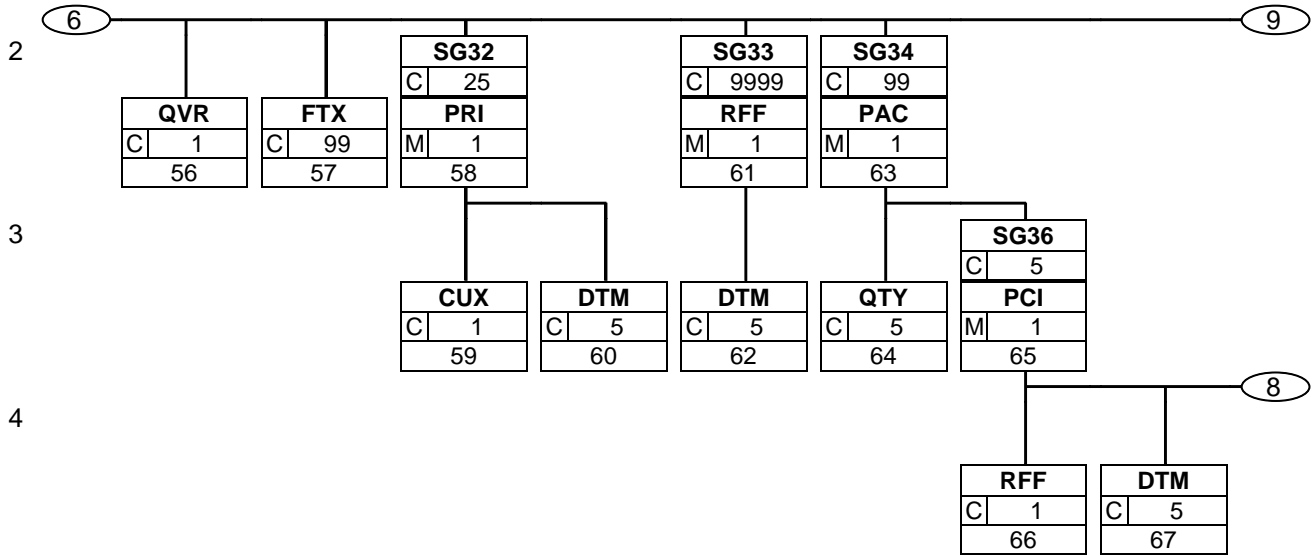 6 9
2 SG32 SG33 SG34
C 25 C 9999 C 99
QVR FTX PRI RFF PAC
C 1 C 99 M 1 M 1 M 1
56 57 58 61 63
3 SG36
C 5
CUX DTM DTM QTY PCI
C 1 C 5 C 5 C 5 M 1
59 60 62 64 65
8
4
RFF DTM
C 1 C 5
66 67